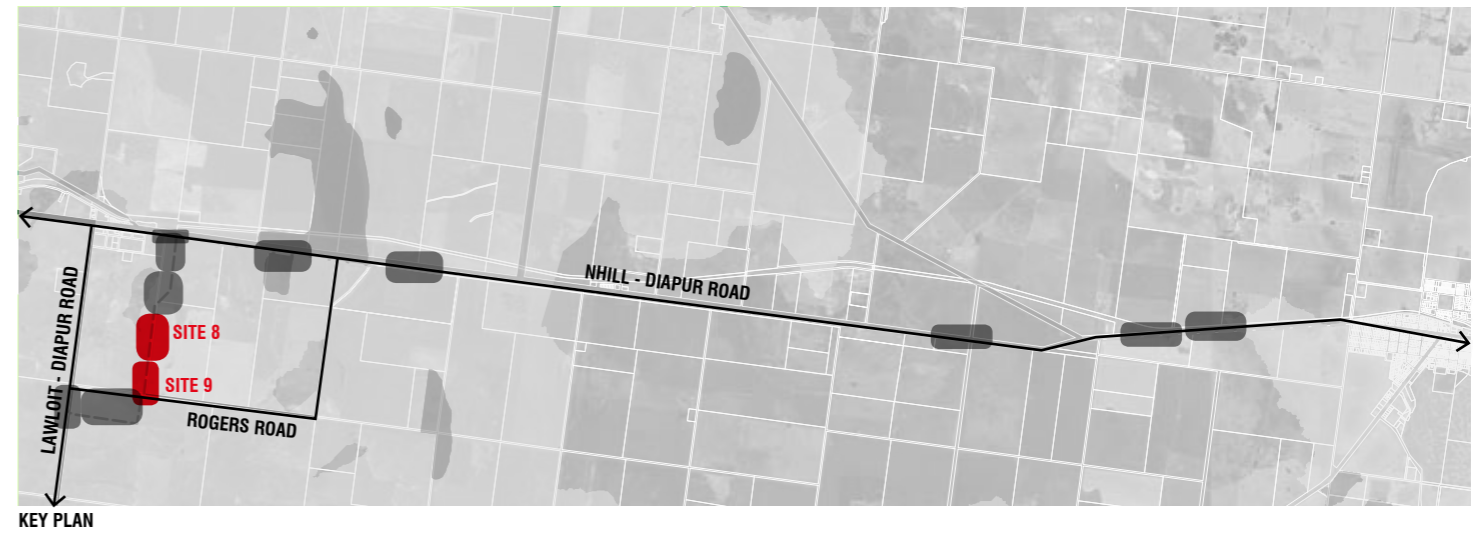 NHILL - DIAPUR ROAD
LAWLOIT - DIAPUR ROAD
SITE 8
SITE 9
ROGERS ROAD
KEY PLAN